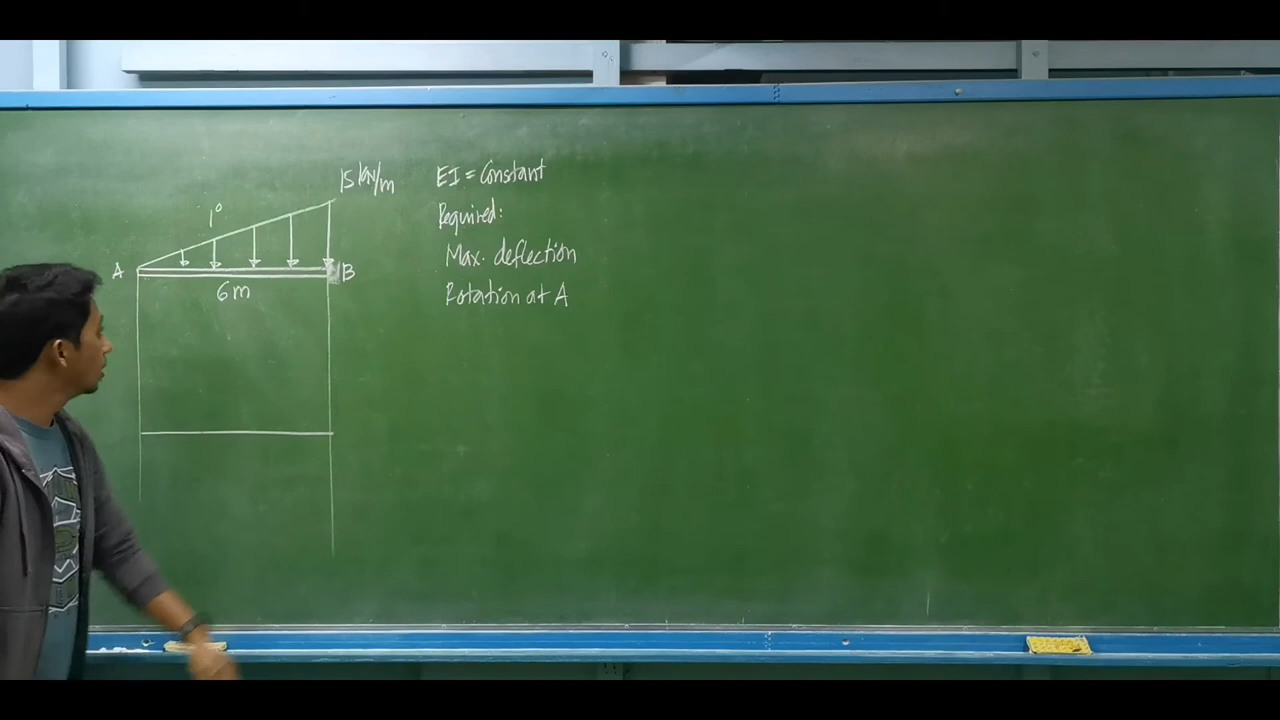 15 kN/m
1°
A
B
6m
EI = Constant
Required:
Max. deflection
Rotation at A